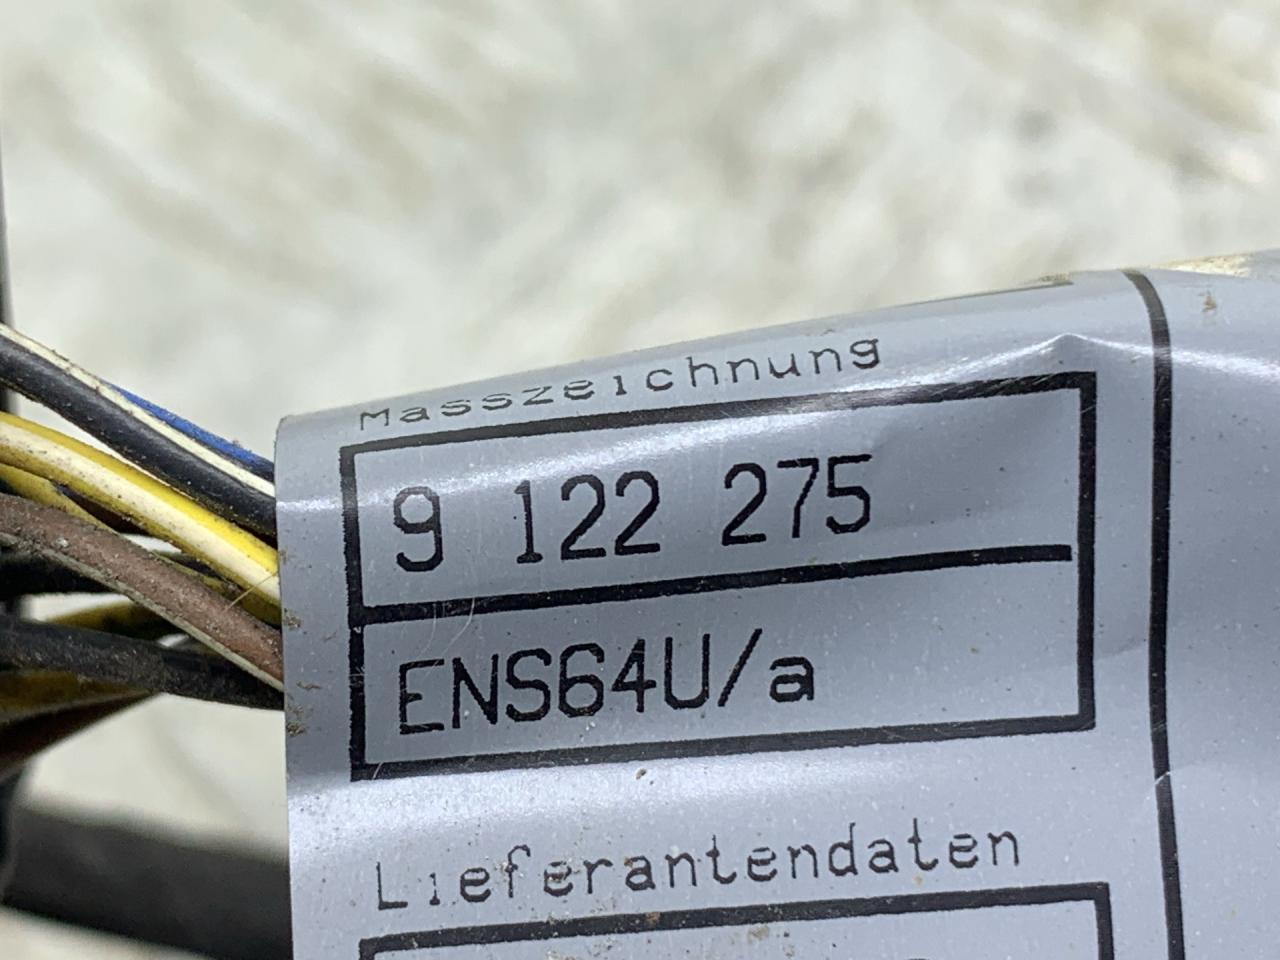 Masszeichnung
9 122 275
ENS64U/a
Lieferantendaten